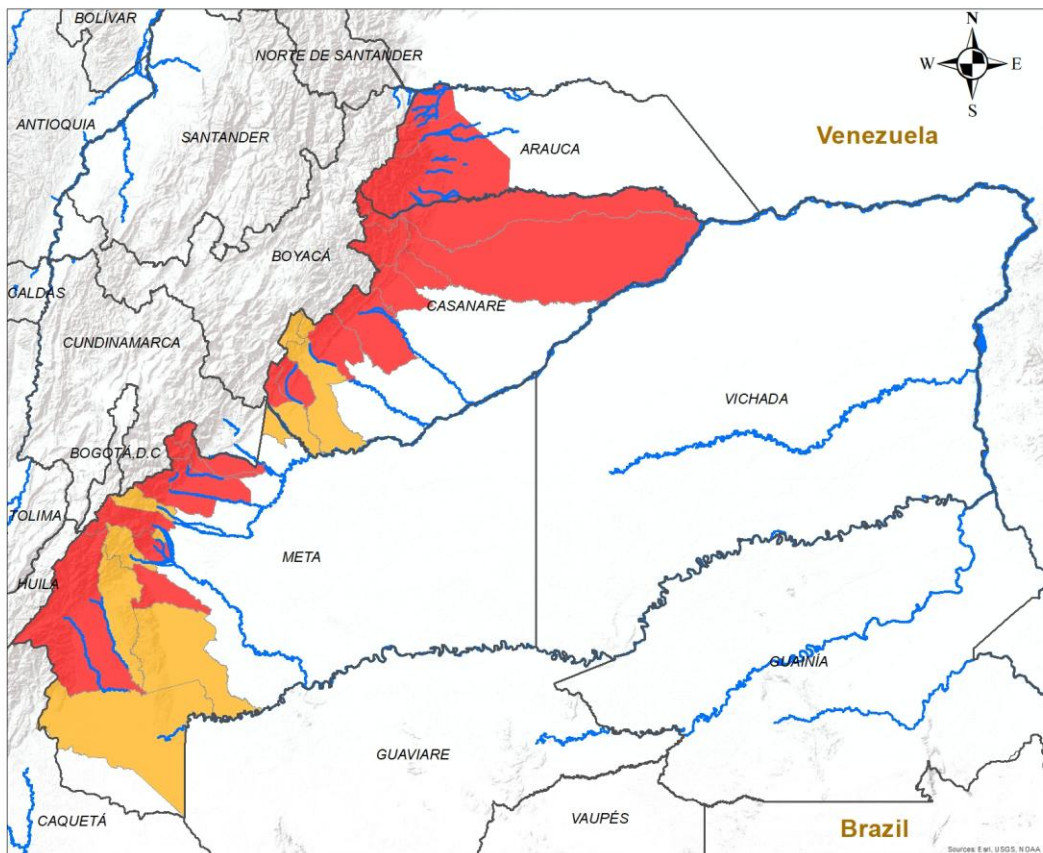 BOLÍVAR
N
NORTE DE SANTANDER
W
E
S
ANTIOQUIA
SANTANDER
Venezuela
ARAUCA
BOYACÁ
CALDAS
CASANARE
CUNDINAMARCA
VICHADA
BOGOTÁ,D.C
TOLIMA
META
HUILA
GUAINÍA
GUAVIARE
CAQUETÁ
VAUPÉS
Brazil
Sources: Esri, USGS, NOAA